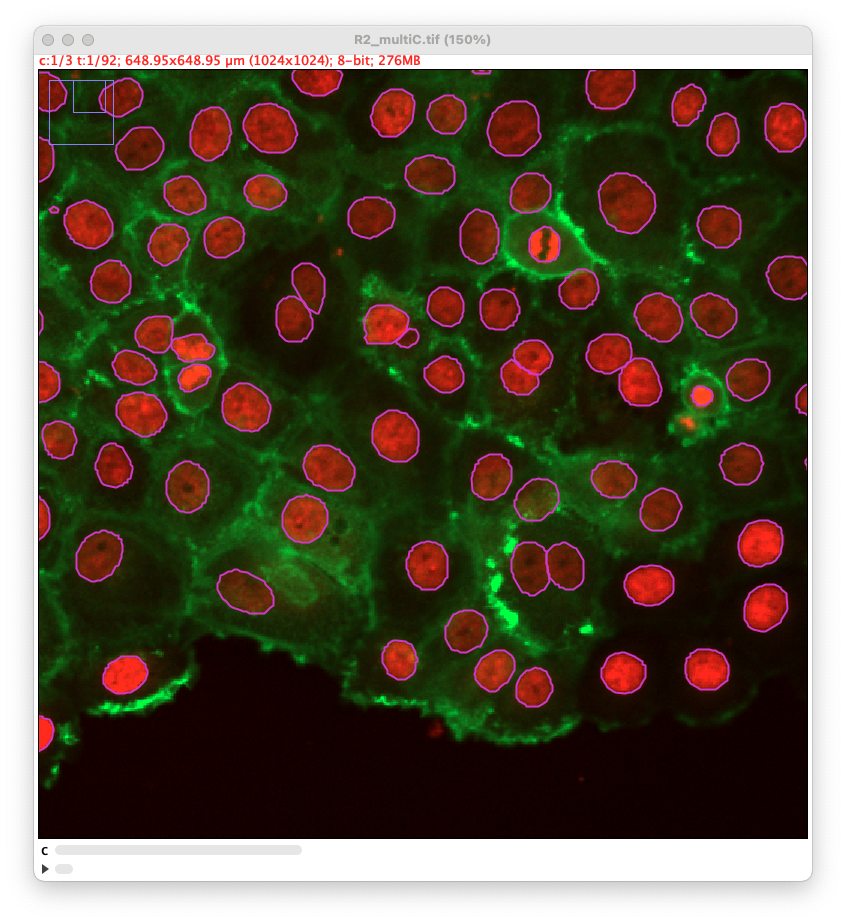 R2_multiC.tif (150%)
c:1/3 t:1/92; 648.95x648.95 µm (1024x1024); 8-bit; 276MB
c